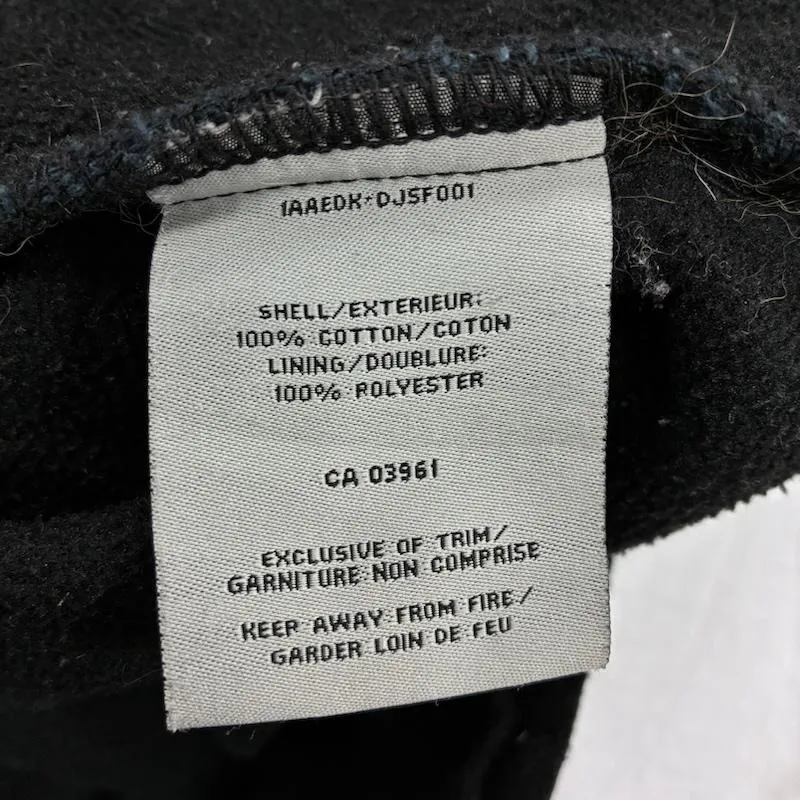 1AAEDK*DJSF001
SHELL/EXTERIEUR:
100% COTTON/COTON
LINING/DOUBLURE:
100% POLYESTER
CA 03961
EXCLUSIVE OF TRIM/
GARNITURE NON COMPRISE
KEEP AWAY FROM FIRE/
GARDER LOIN DE FEU